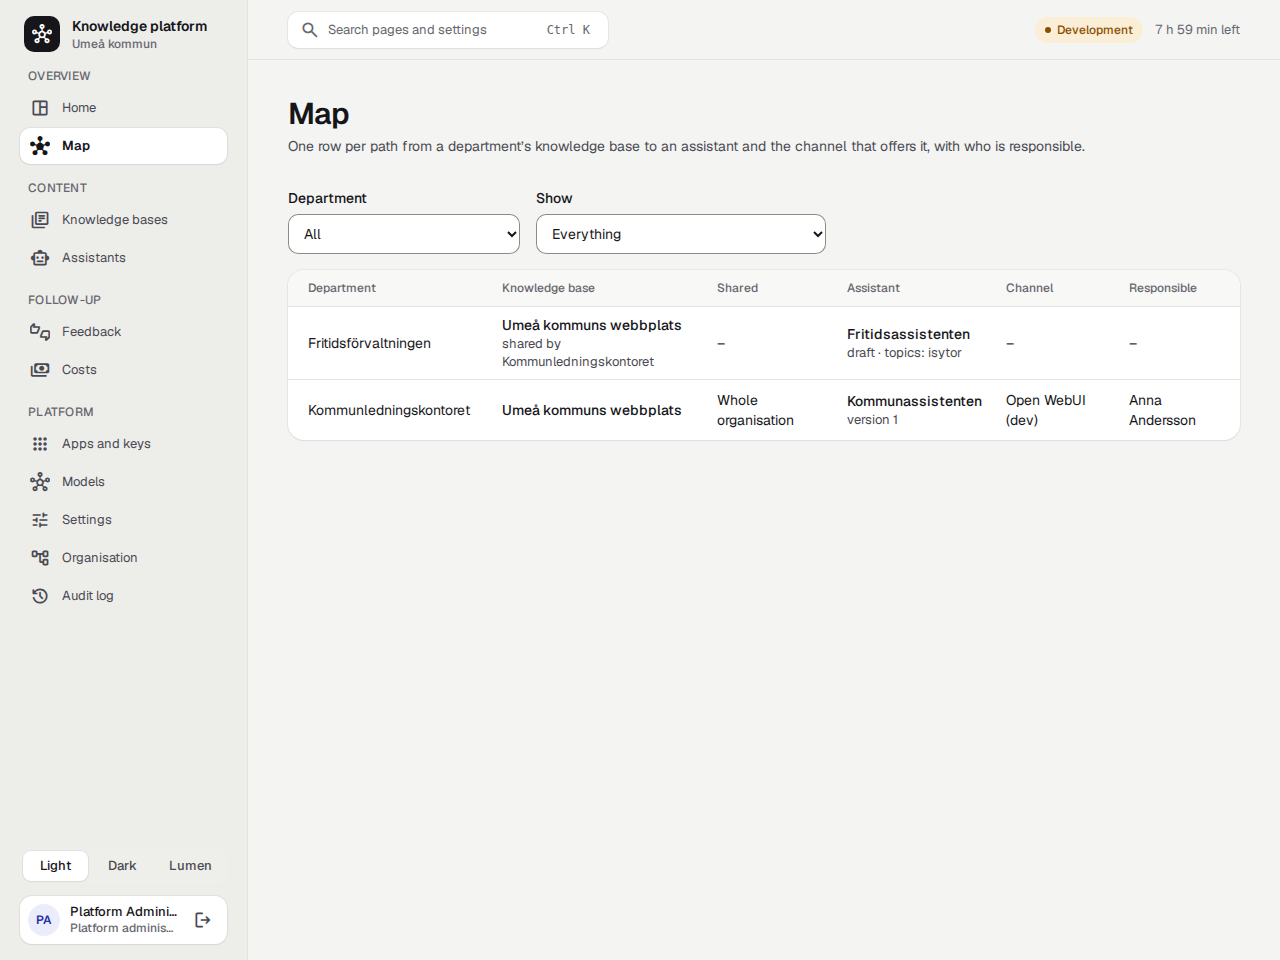 Knowledge platform
Umeå kommun
OVERVIEW
Home
Map
CONTENT
Knowledge bases
Assistants
FOLLOW-UP
Feedback
Costs
PLATFORM
Apps and keys
Models
Settings
Organisation
Audit log
Light Dark Lumen
PA
Platform Admini…
Platform adminis…
Search pages and settings Ctrl K
Development 7 h 59 min left
Map
One row per path from a department's knowledge base to an assistant and the channel that offers it, with who is responsible.
Department Show
All Everything
Department Knowledge base Shared Assistant Channel Responsible
Fritidsförvaltningen
Umeå kommuns webbplats
shared by
Kommunledningskontoret
–
Fritidsassistenten
draft · topics: isytor
–
–
Kommunledningskontoret
Umeå kommuns webbplats
Whole
organisation
Kommunassistenten
version 1
Open WebUI
(dev)
Anna
Andersson